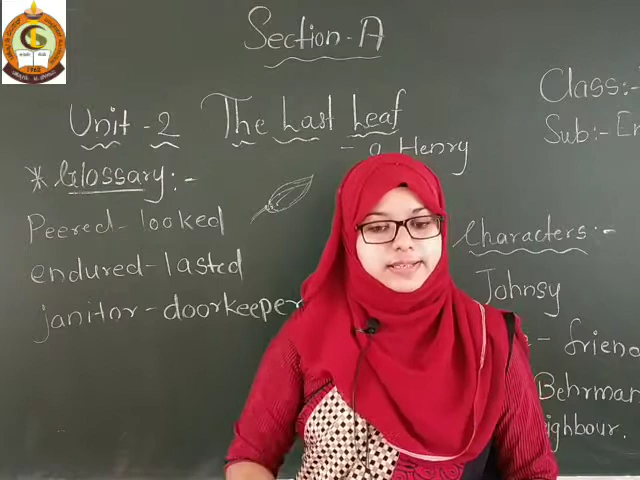 Section - A
Class:-
Unit - 2 The Last Leaf
Sub:- En
- O Henry
* Glossary :-
Peered - looked
Characters :-
endured - lasted
Johnsy
janitor - doorkeeper
- friend
Behrman
ighbour.
1962